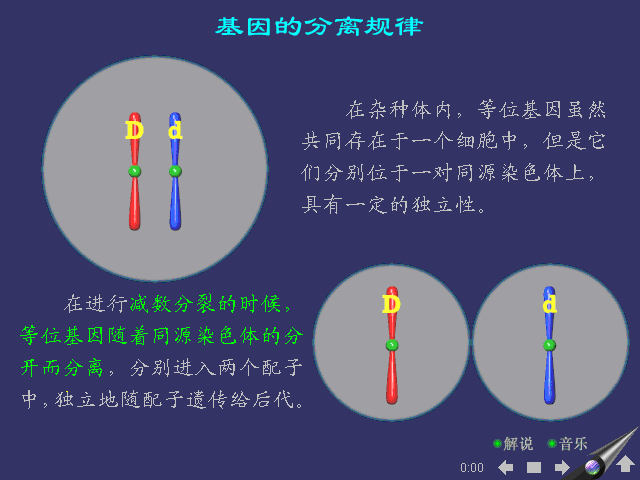 基因的分离规律
D d
在杂种体内，等位基因虽然
共同存在于一个细胞中，但是它
们分别位于一对同源染色体上，
具有一定的独立性。
在进行减数分裂的时候，
等位基因随着同源染色体的分
开而分离，分别进入两个配子
中，独立地随配子遗传给后代。
D d
解说 音乐
0:00